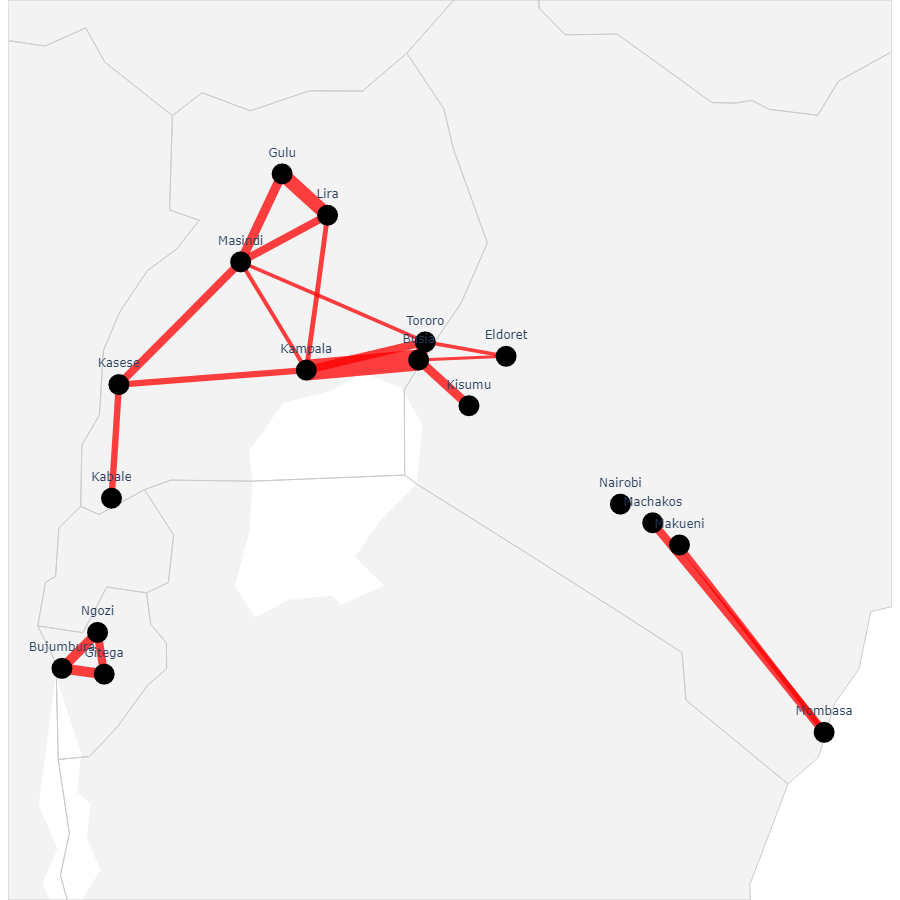 Gulu
Lira
Masindi
Tororo
Busia
Eldoret
Kampala
Kasese
Kisumu
Kabale
Nairobi
Machakos
Makueni
Ngozi
Bujumbura
Gitega
Mombasa